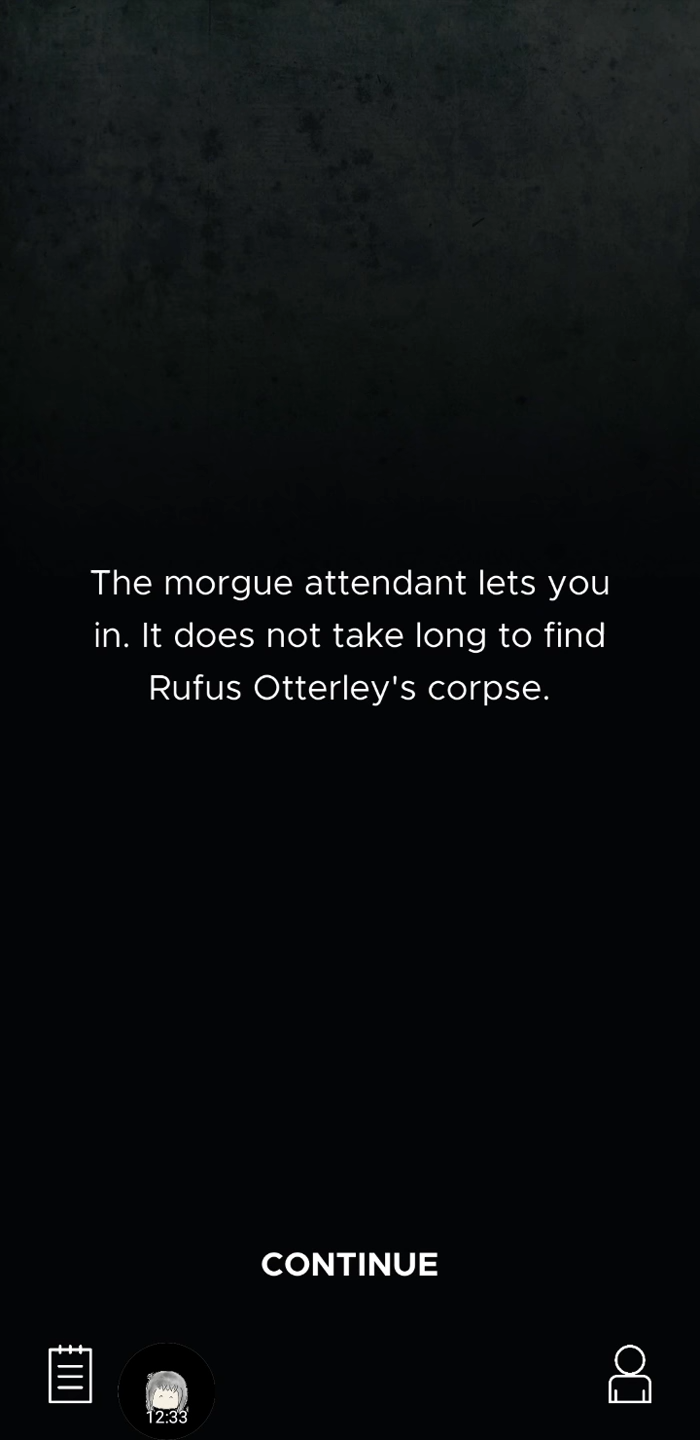 The morgue attendant lets you
in. It does not take long to find
Rufus Otterley's corpse.
CONTINUE
12:33